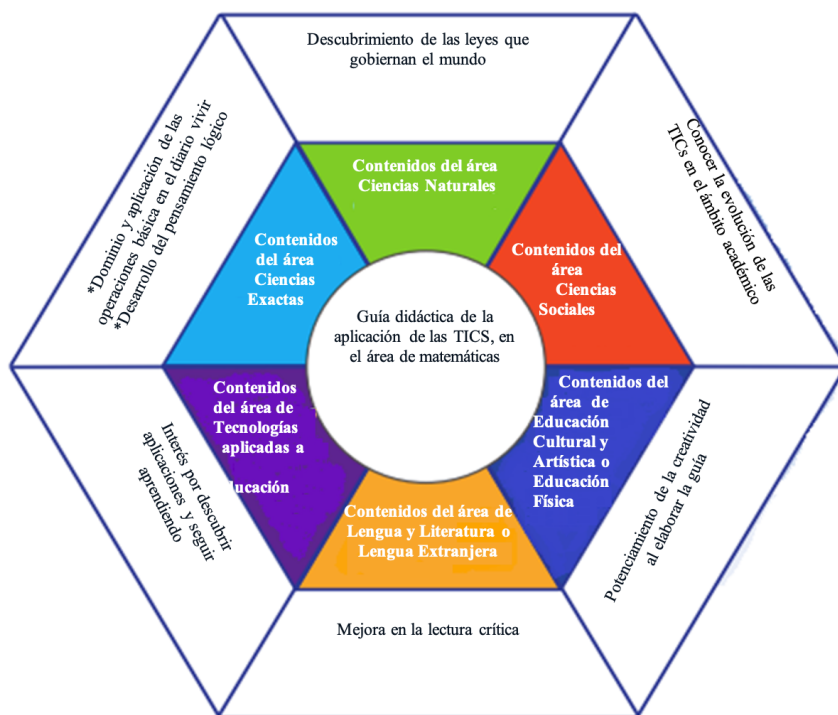 Descubrimiento de las leyes que
gobiernan el mundo
*Dominio y aplicación de las
operaciones básica en el diario vivir
*Desarrollo del pensamiento lógico
Conocer la evolución de las
TICs en el ámbito académico
Contenidos del área
Ciencias Naturales
Contenidos
del área
Ciencias
Exactas
Contenidos del
área
Ciencias
Sociales
Guía didáctica de la
aplicación de las TICS, en
el área de matemáticas
Contenidos
del área de
Tecnologías
aplicadas a
ducación
Contenidos del
área de
Educación
Cultural y
Artística o
Educación
Física
Contenidos del área de
Lengua y Literatura o
Lengua Extranjera
Interés por descubrir
aplicaciones y seguir
aprendiendo
Potenciamiento de la creatividad
al elaborar la guía
Mejora en la lectura crítica